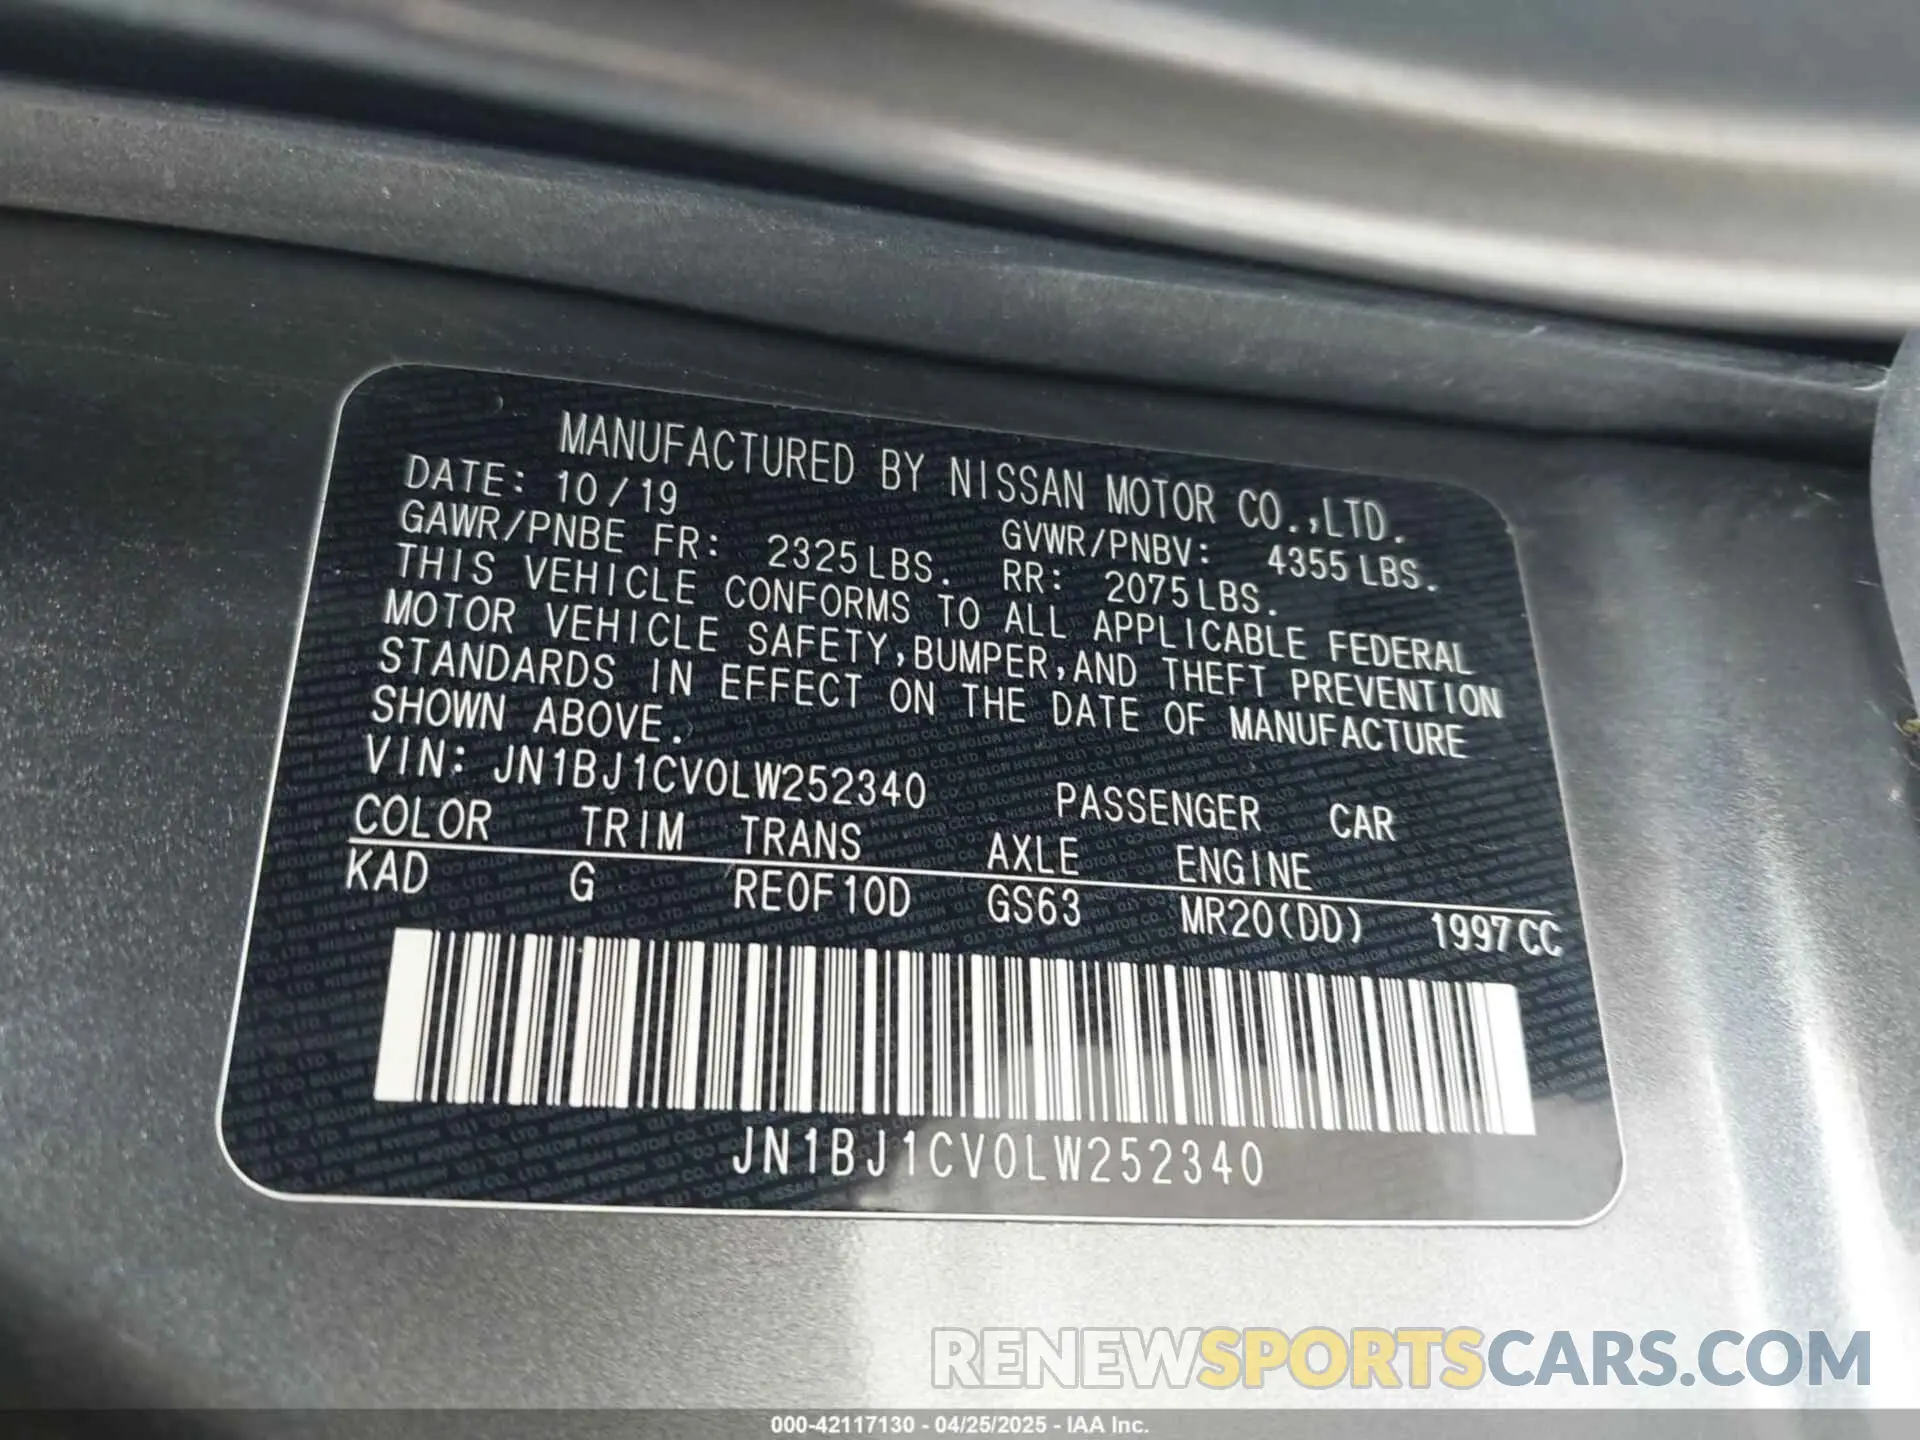 MANUFACTURED BY NISSAN MOTOR CO.,LTD.
DATE: 10/19 GVWR/PNBV: 4355 LBS.
GAWR/PNBE FR: 2325 LBS. RR: 2075 LBS.
THIS VEHICLE CONFORMS TO ALL APPLICABLE FEDERAL
MOTOR VEHICLE SAFETY,BUMPER,AND THEFT PREVENTION
STANDARDS IN EFFECT ON THE DATE OF MANUFACTURE
SHOWN ABOVE.
VIN: JN1BJ1CV0LW252340 PASSENGER CAR
COLOR TRIM TRANS AXLE ENGINE
KAD G RE0F10D GS63 MR20(DD) 1997CC
JN1BJ1CV0LW252340
RENEWSPORTSCARS.COM
000-42117130 - 04/25/2025 - IAA Inc.